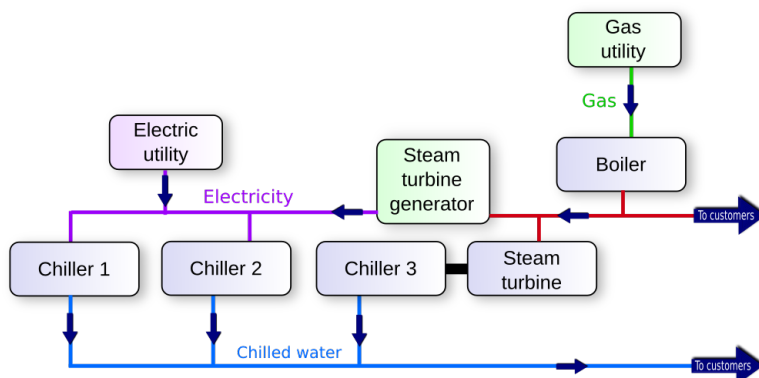 Gas
utility
Gas
Electric
utility
Steam
turbine
generator
Boiler
Electricity
To customers
Chiller 1
Chiller 2
Chiller 3
Steam
turbine
Chilled water
To customers